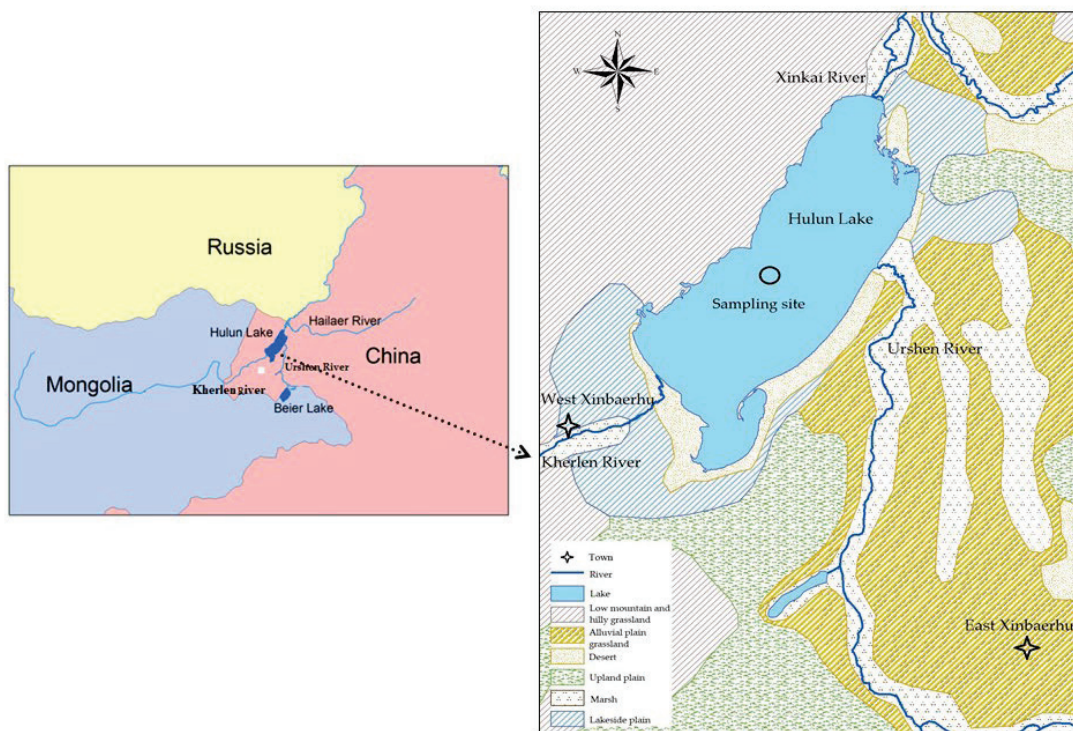 Russia
Hulun Lake
Hailaer River
China
Urshen River
Mongolia
Kherlen River
Beier Lake
N
W
E
S
Xinkai River
Hulun Lake
Sampling site
Urshen River
West Xinbaerhu
Kherlen River
East Xinbaerhu
Town
River
Lake
Low mountain and
hilly grassland
Alluvial plain
grassland
Desert
Upland plain
Marsh
Lakeside plain